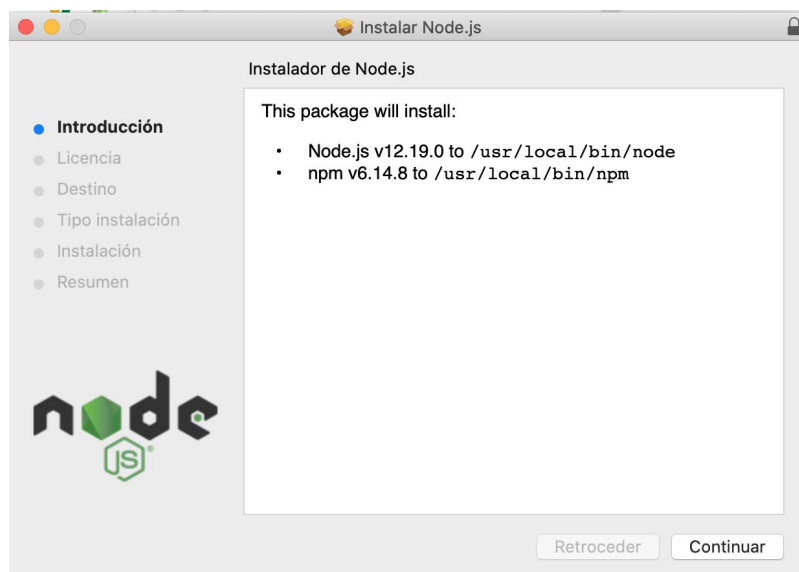 Instalar Node.js
Instalador de Node.js
Introducción
Licencia
Destino
Tipo instalación
Instalación
Resumen
This package will install:
• Node.js v12.19.0 to /usr/local/bin/node
• npm v6.14.8 to /usr/local/bin/npm
node
JS®
Retroceder
Continuar